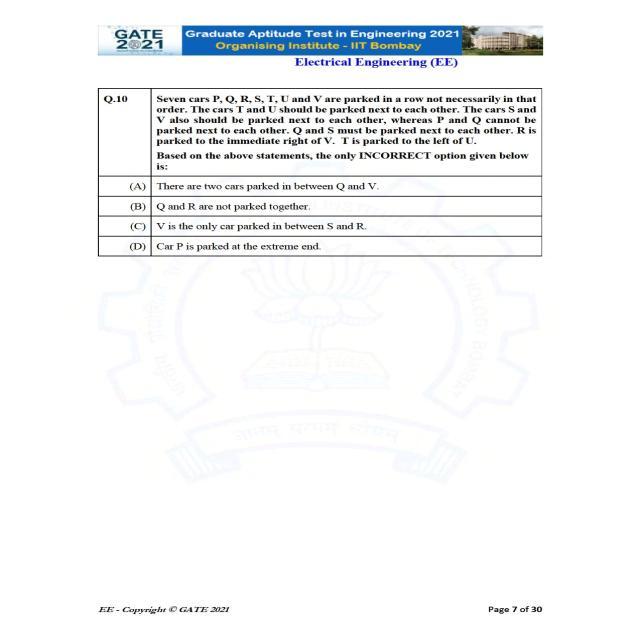 GATE
2021
Graduate Aptitude Test in Engineering 2021
Organising Institute - IIT Bombay
Electrical Engineering (EE)
Q.10
Seven cars P, Q, R, S, T, U and V are parked in a row not necessarily in that
order. The cars T and U should be parked next to each other. The cars S and
V also should be parked next to each other, whereas P and Q cannot be
parked next to each other. Q and S must be parked next to each other. R is
parked to the immediate right of V. T is parked to the left of U.
Based on the above statements, the only INCORRECT option given below
is:
(A) There are two cars parked in between Q and V.
(B) Q and R are not parked together.
(C) V is the only car parked in between S and R.
(D) Car P is parked at the extreme end.
EE - Copyright © GATE 2021
Page 7 of 30